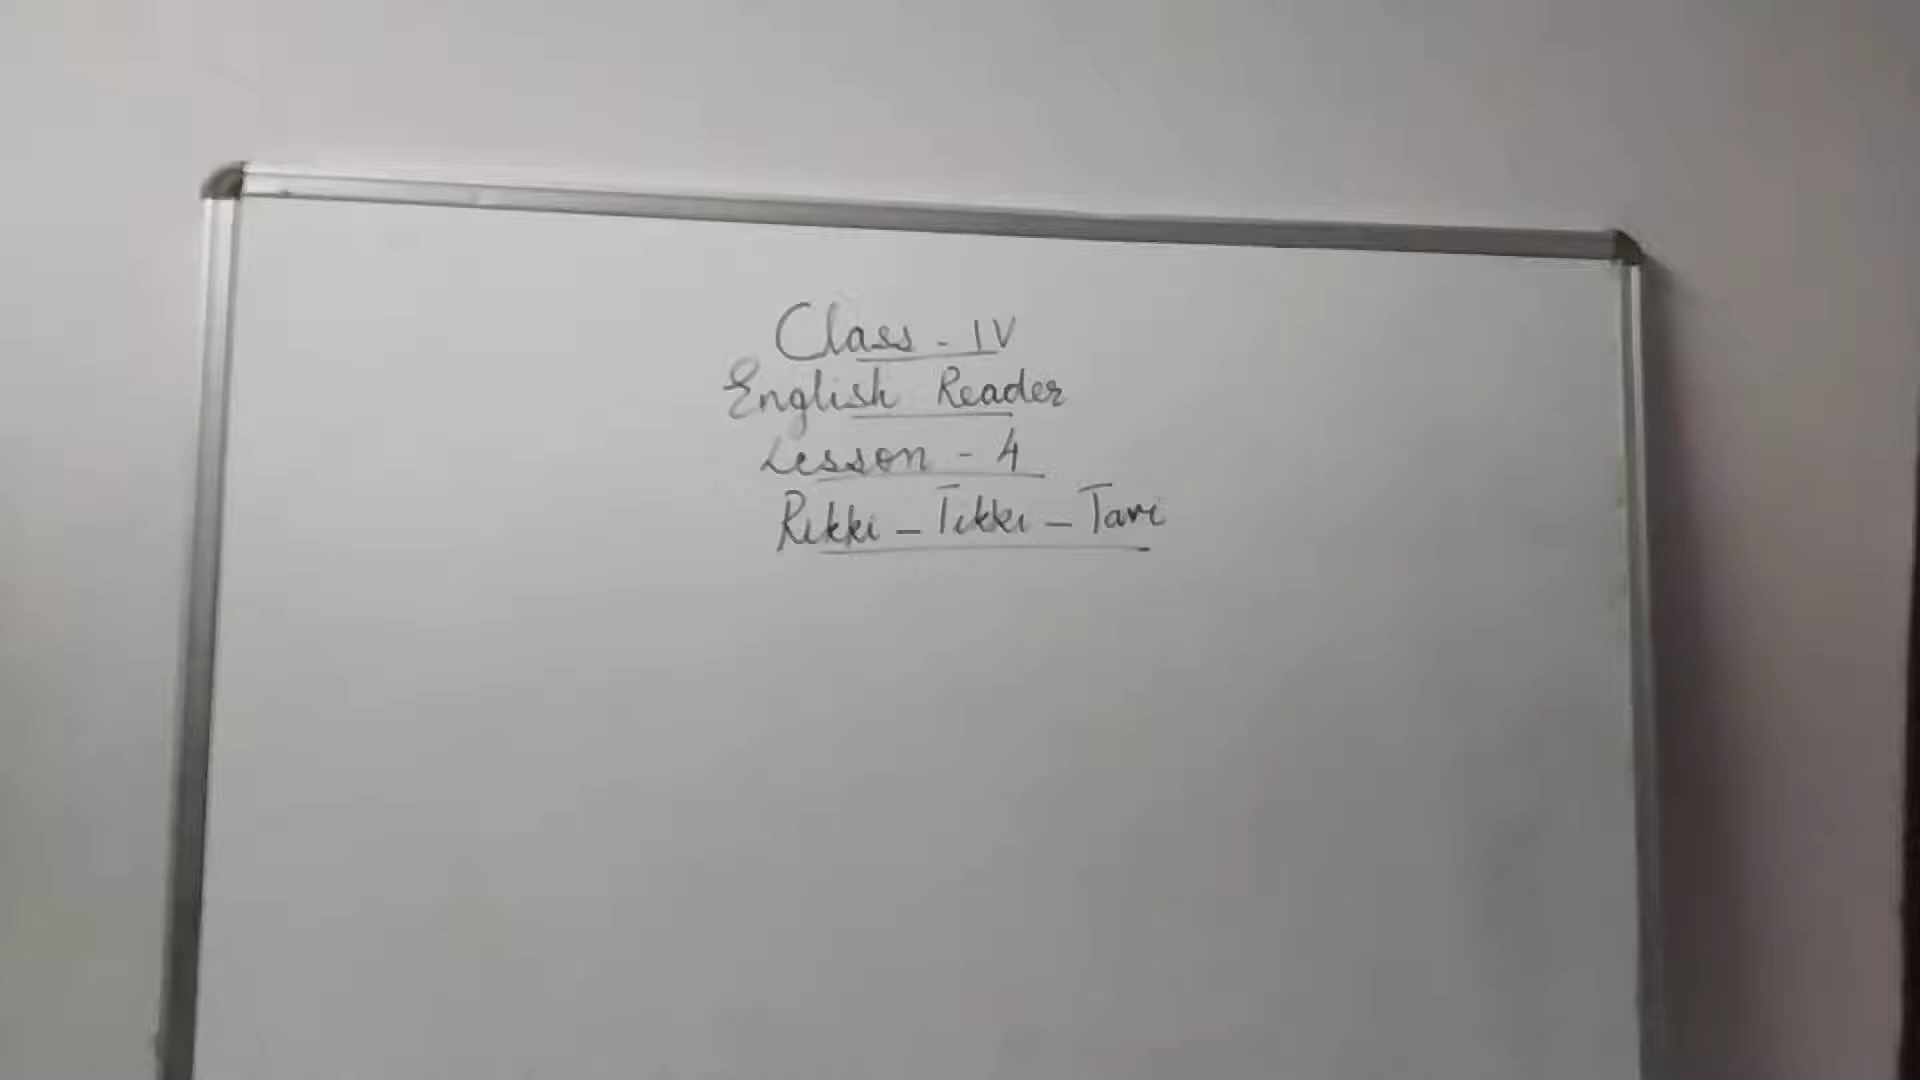 Class - IV
English Reader
Lesson - 4
Rikki - Tikki - Tavi